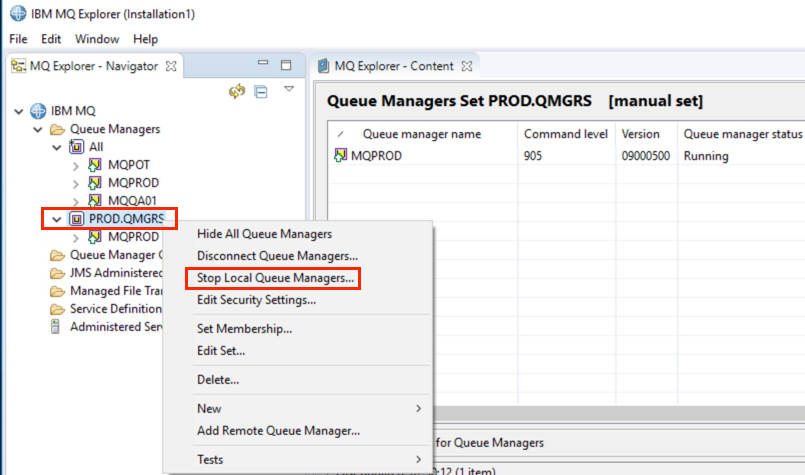 IBM MQ Explorer (Installation1)
File Edit Window Help
MQ Explorer - Navigator
IBM MQ
Queue Managers
All
MQPOT
MQPROD
MQQA01
PROD.QMGRS
MQPROD
Queue Manager C
JMS Administered
Managed File Tra
Service Definition
Administered Serv
Hide All Queue Managers
Disconnect Queue Managers...
Stop Local Queue Managers...
Edit Security Settings...
Set Membership...
Edit Set...
Delete...
New
Add Remote Queue Manager...
Tests
MQ Explorer - Content
Queue Managers Set PROD.QMGRS [manual set]
Queue manager name Command level Version Queue manager status
MQPROD 905 09000500 Running
for Queue Managers
:12 (1 item)